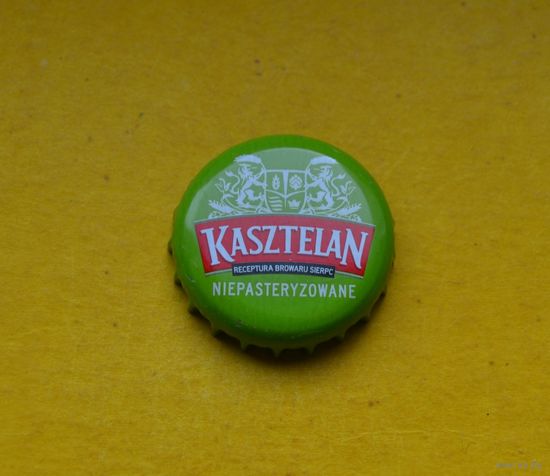 KASZTELAN
RECEPTURA BROWARU SIERPC
NIEPASTERYZOWANE